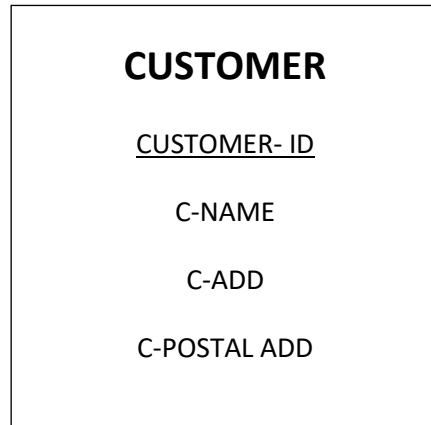 CUSTOMER
CUSTOMER- ID
C-NAME
C-ADD
C-POSTAL ADD